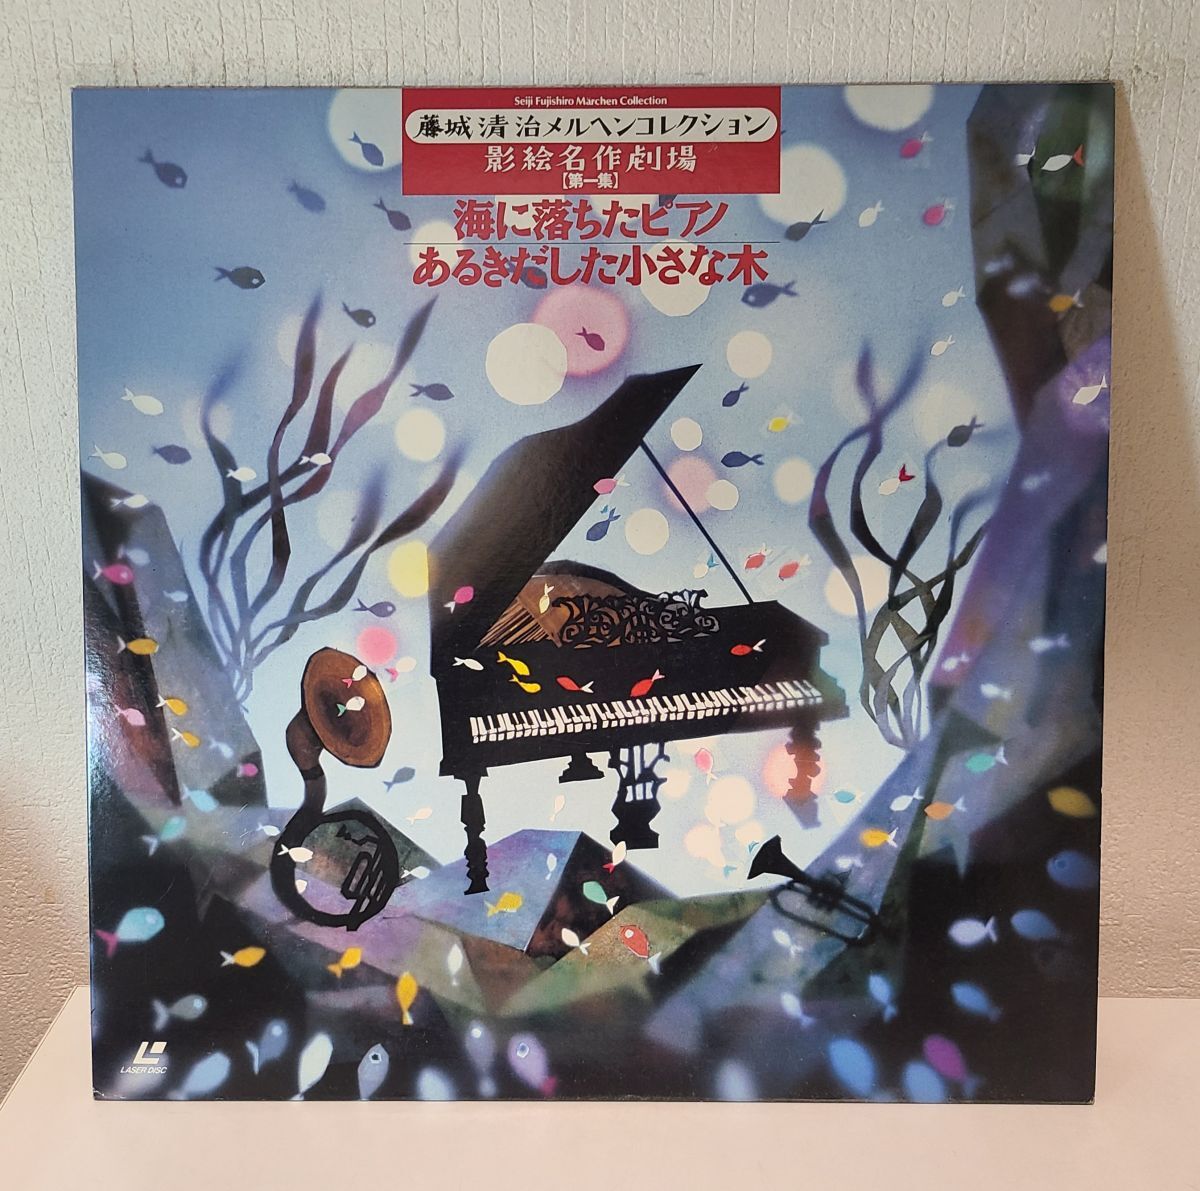 Seiji Fujishiro Märchen Collection
藤城清治メルヘンコレクション
影絵名作劇場
【第一集】
海に落ちたピアノ
あるきだした小さな木
LASER DISC